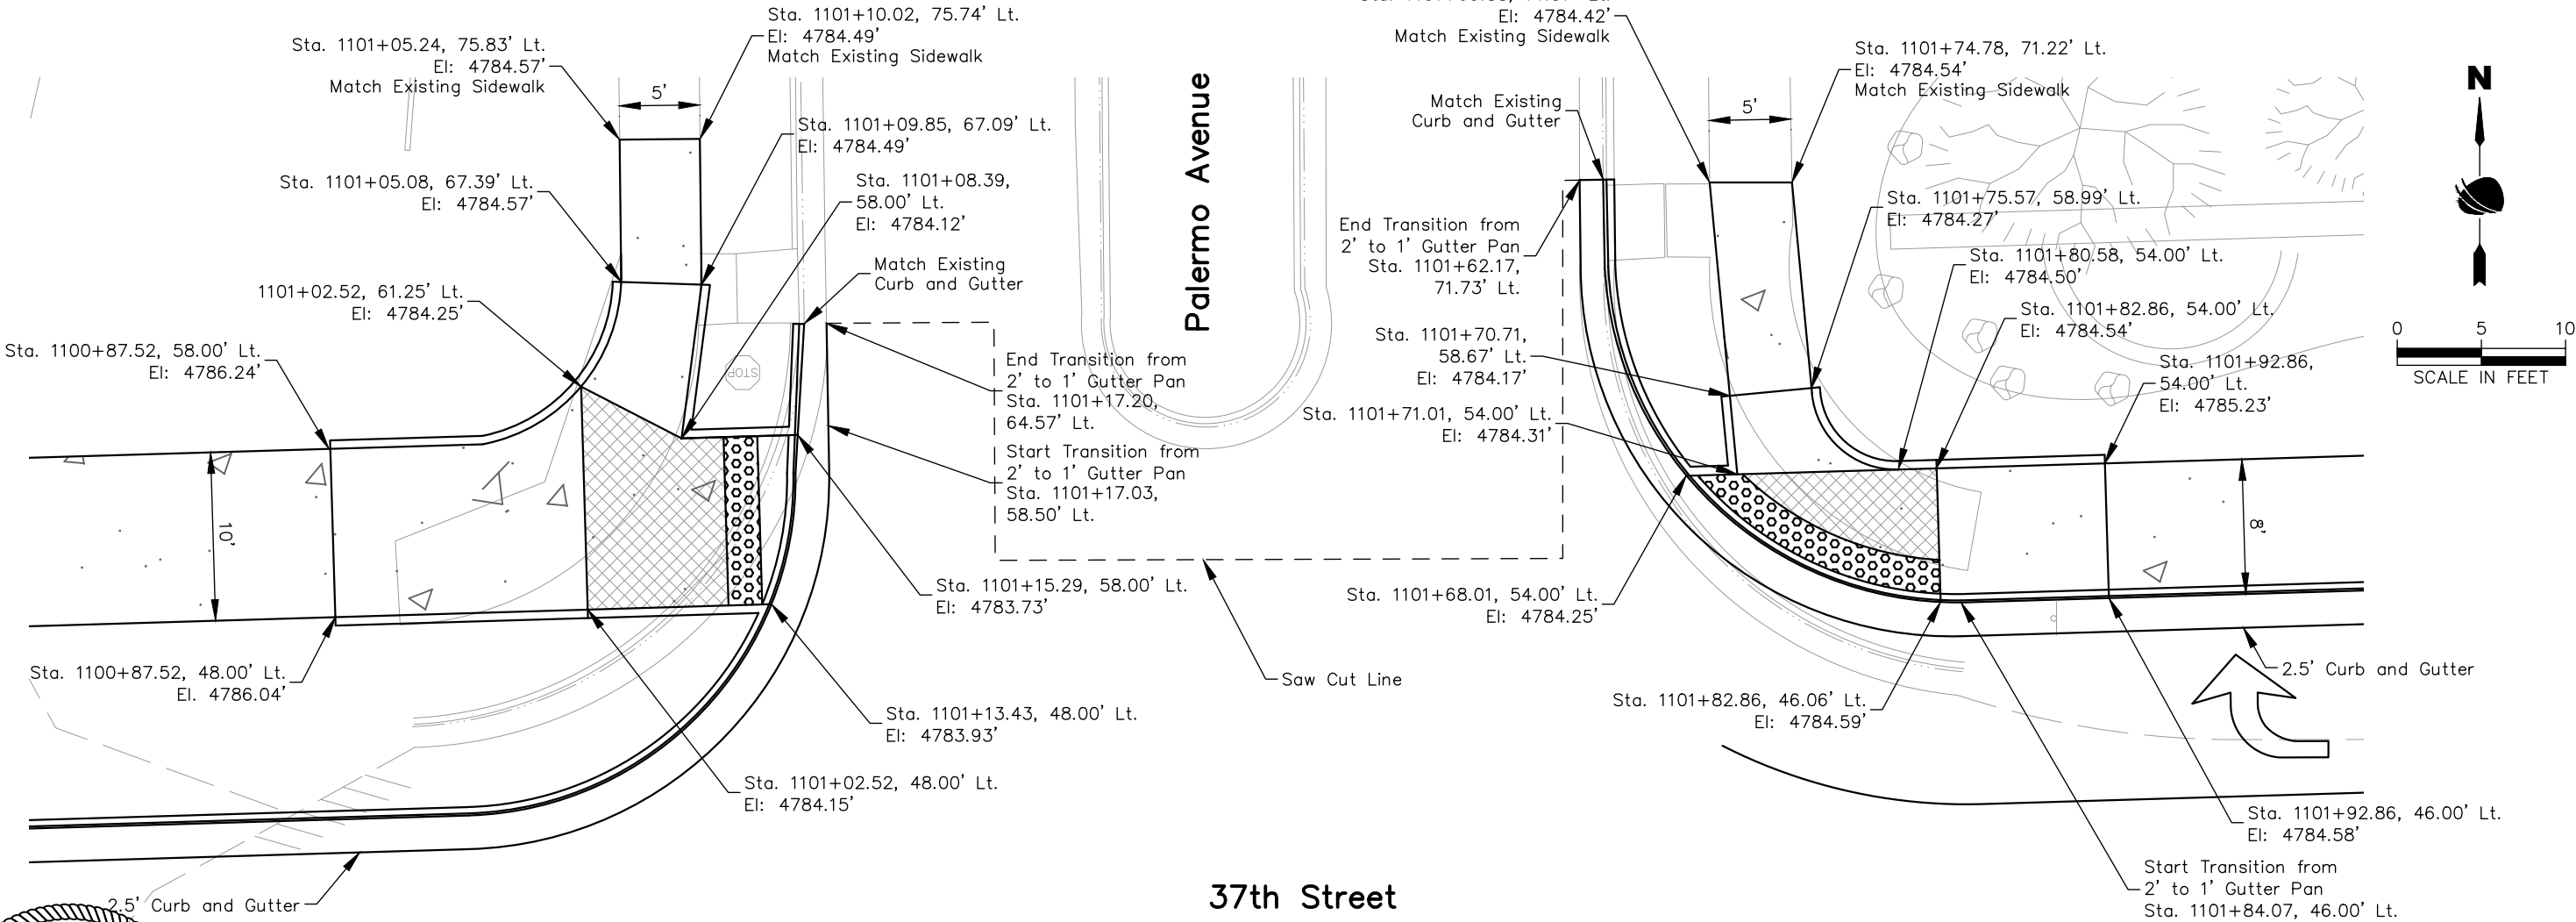 Sta. 1101+05.24, 75.83' Lt.
El: 4784.57'
Match Existing Sidewalk
Sta. 1101+10.02, 75.74' Lt.
El: 4784.49'
Match Existing Sidewalk
5'
Sta. 1101+09.85, 67.09' Lt.
El: 4784.49'
Sta. 1101+05.08, 67.39' Lt.
El: 4784.57'
Sta. 1101+08.39,
58.00' Lt.
El: 4784.12'
Match Existing
Curb and Gutter
1101+02.52, 61.25' Lt.
El: 4784.25'
Sta. 1100+87.52, 58.00' Lt.
El: 4786.24'
STOP
10'
End Transition from
2' to 1' Gutter Pan
Sta. 1101+17.20,
64.57' Lt.
Start Transition from
2' to 1' Gutter Pan
Sta. 1101+17.03,
58.50' Lt.
Sta. 1101+15.29, 58.00' Lt.
El: 4783.73'
Sta. 1100+87.52, 48.00' Lt.
El. 4786.04'
Sta. 1101+13.43, 48.00' Lt.
El: 4783.93'
Sta. 1101+02.52, 48.00' Lt.
El: 4784.15'
2.5' Curb and Gutter
Palermo Avenue
37th Street
Saw Cut Line
El: 4784.42'
Match Existing Sidewalk
Sta. 1101+74.78, 71.22' Lt.
El: 4784.54'
Match Existing Sidewalk
Match Existing
Curb and Gutter
5'
Sta. 1101+75.57, 58.99' Lt.
El: 4784.27'
End Transition from
2' to 1' Gutter Pan
Sta. 1101+62.17,
71.73' Lt.
Sta. 1101+80.58, 54.00' Lt.
El: 4784.50'
Sta. 1101+82.86, 54.00' Lt.
El: 4784.54'
Sta. 1101+70.71,
58.67' Lt.
El: 4784.17'
Sta. 1101+92.86,
54.00' Lt.
El: 4785.23'
Sta. 1101+71.01, 54.00' Lt.
El: 4784.31'
8'
Sta. 1101+68.01, 54.00' Lt.
El: 4784.25'
2.5' Curb and Gutter
Sta. 1101+82.86, 46.06' Lt.
El: 4784.59'
Sta. 1101+92.86, 46.00' Lt.
El: 4784.58'
Start Transition from
2' to 1' Gutter Pan
Sta. 1101+84.07, 46.00' Lt.
N
0 5 10
SCALE IN FEET